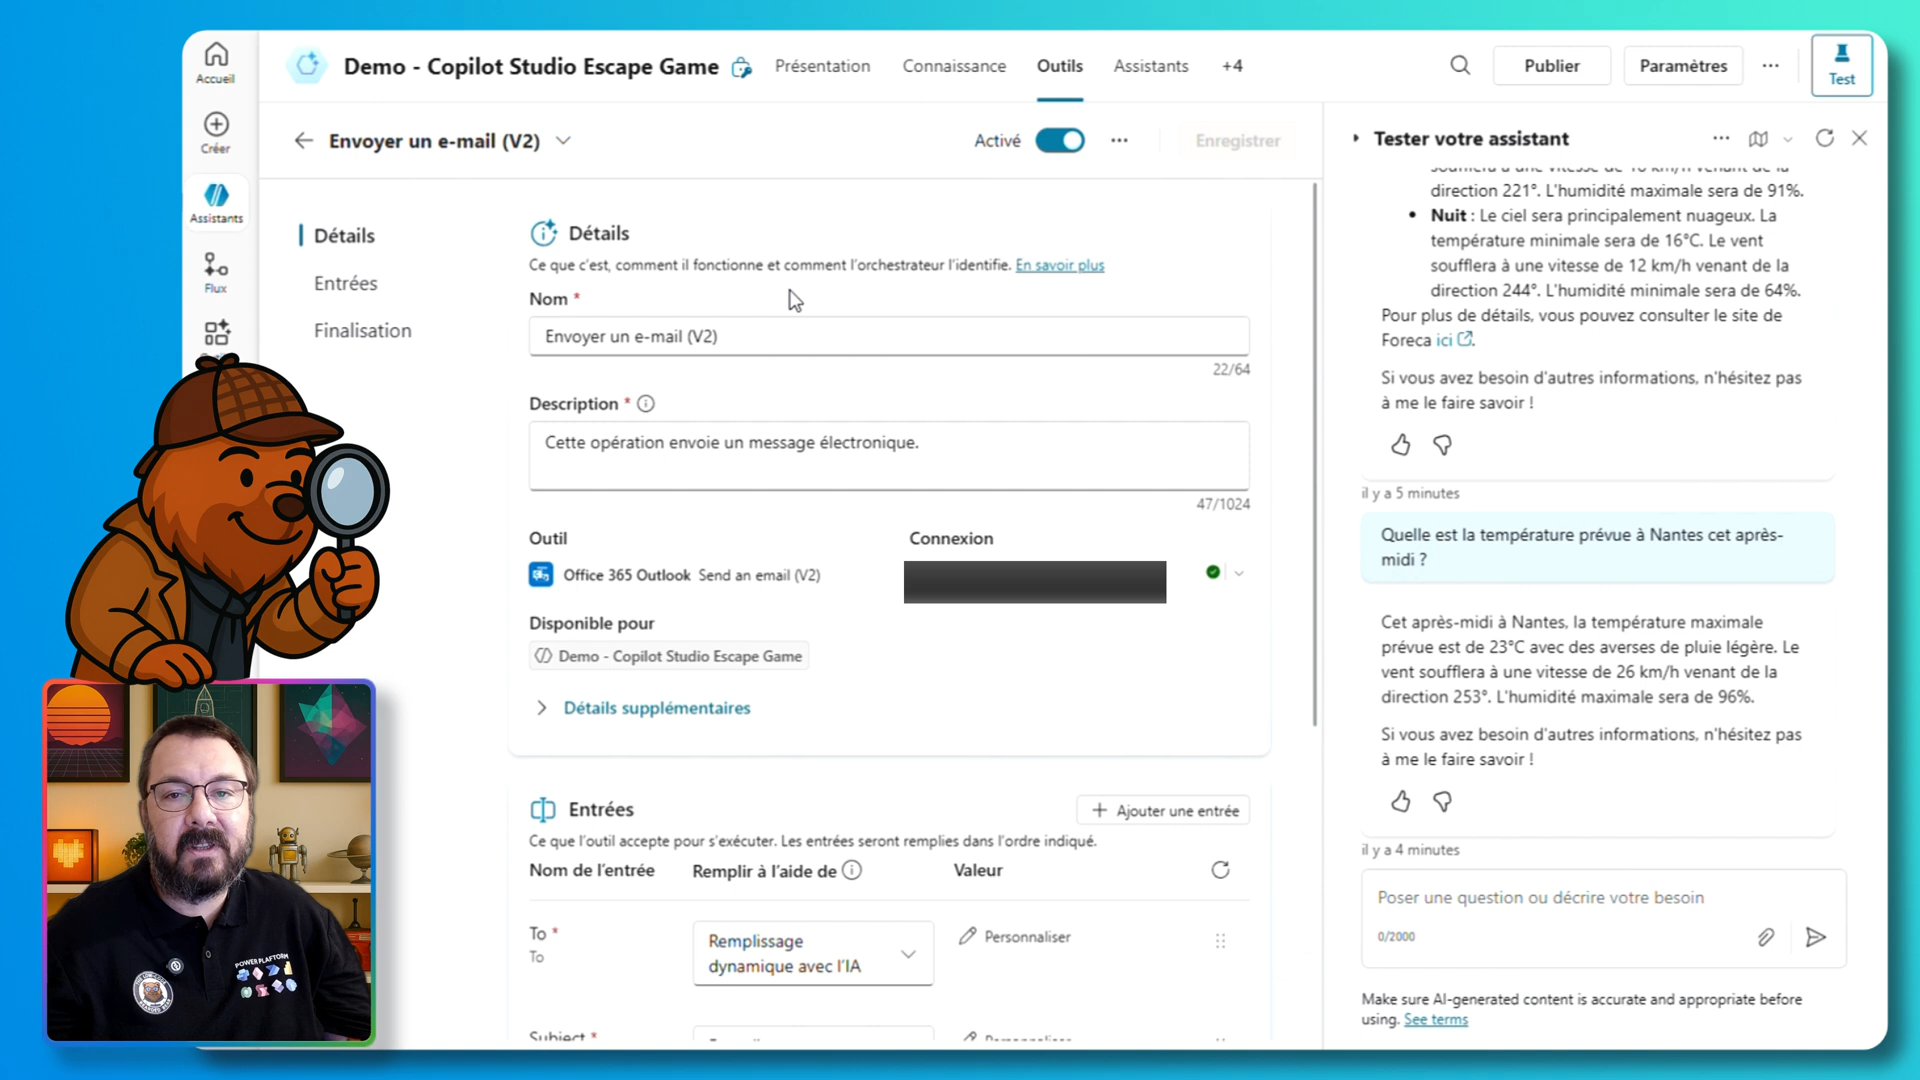 Accueil
Créer
Assistants
Flux
Demo - Copilot Studio Escape Game
Présentation
Connaissance
Outils
Assistants
+4
Publier
Paramètres
Test
Envoyer un e-mail (V2)
Activé
Enregistrer
Détails
Entrées
Finalisation
Détails
Ce que c'est, comment il fonctionne et comment l'orchestrateur l'identifie. En savoir plus
Nom *
Envoyer un e-mail (V2)
22/64
Description *
Cette opération envoie un message électronique.
47/1024
Outil
Connexion
Office 365 Outlook Send an email (V2)
Disponible pour
Demo - Copilot Studio Escape Game
Détails supplémentaires
Entrées
Ajouter une entrée
Ce que l'outil accepte pour s'exécuter. Les entrées seront remplies dans l'ordre indiqué.
Nom de l'entrée
Remplir à l'aide de
Valeur
To *
To
Remplissage
dynamique avec l'IA
Personnaliser
Subject *
Personnaliser
Tester votre assistant
soufflera à une vitesse de 10 km/h venant de la
direction 221°. L'humidité maximale sera de 91%.
• Nuit : Le ciel sera principalement nuageux. La
température minimale sera de 16°C. Le vent
soufflera à une vitesse de 12 km/h venant de la
direction 244°. L'humidité minimale sera de 64%.
Pour plus de détails, vous pouvez consulter le site de
Foreca ici.
Si vous avez besoin d'autres informations, n'hésitez pas
à me le faire savoir !
il y a 5 minutes
Quelle est la température prévue à Nantes cet après-
midi ?
Cet après-midi à Nantes, la température maximale
prévue est de 23°C avec des averses de pluie légère. Le
vent soufflera à une vitesse de 26 km/h venant de la
direction 253°. L'humidité maximale sera de 96%.
Si vous avez besoin d'autres informations, n'hésitez pas
à me le faire savoir !
il y a 4 minutes
Poser une question ou décrire votre besoin
0/2000
Make sure AI-generated content is accurate and appropriate before
using. See terms
POWER PLATFORM